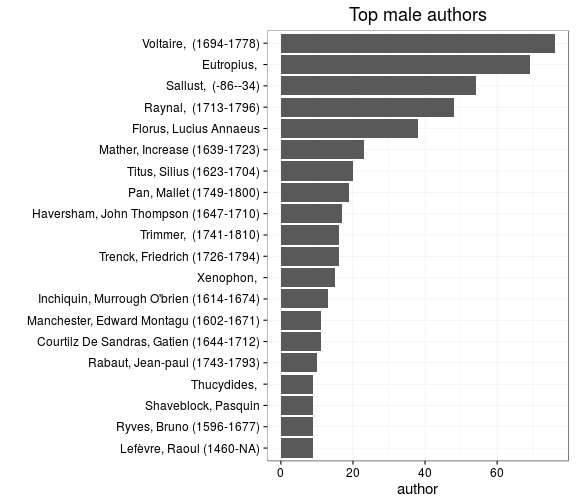 Top male authors
Voltaire,  (1694-1778)
Eutropius,
Sallust,  (-86--34)
Raynal,  (1713-1796)
Florus, Lucius Annaeus
Mather, Increase (1639-1723)
Titus, Silius (1623-1704)
Pan, Mallet (1749-1800)
Haversham, John Thompson (1647-1710)
Trimmer,  (1741-1810)
Trenck, Friedrich (1726-1794)
Xenophon,
Inchiquin, Murrough O'brien (1614-1674)
Manchester, Edward Montagu (1602-1671)
Courtilz De Sandras, Gatien (1644-1712)
Rabaut, Jean-paul (1743-1793)
Thucydides,
Shaveblock, Pasquin
Ryves, Bruno (1596-1677)
Lefèvre, Raoul (1460-NA)
0 20 40 60
author